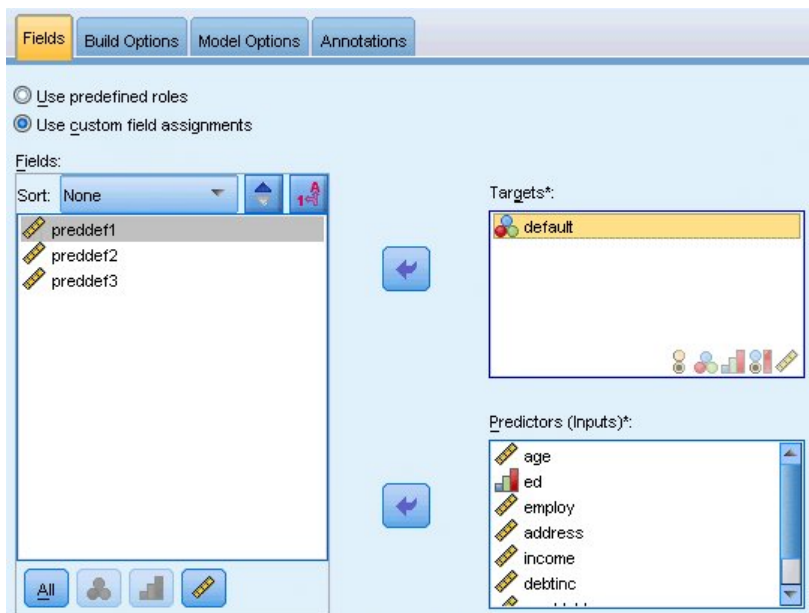 Fields Build Options Model Options Annotations
Use predefined roles
Use custom field assignments
Fields:
Sort: None
preddef1
preddef2
preddef3
All
Targets*:
default
Predictors (Inputs)*:
age
ed
employ
address
income
debtinc